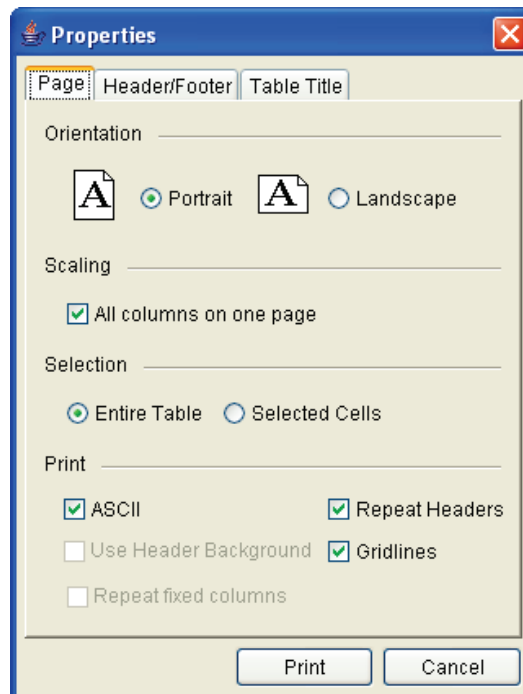 Properties
Page Header/Footer Table Title
Orientation
A Portrait A Landscape
Scaling
All columns on one page
Selection
Entire Table Selected Cells
Print
ASCII Repeat Headers
Use Header Background Gridlines
Repeat fixed columns
Print Cancel